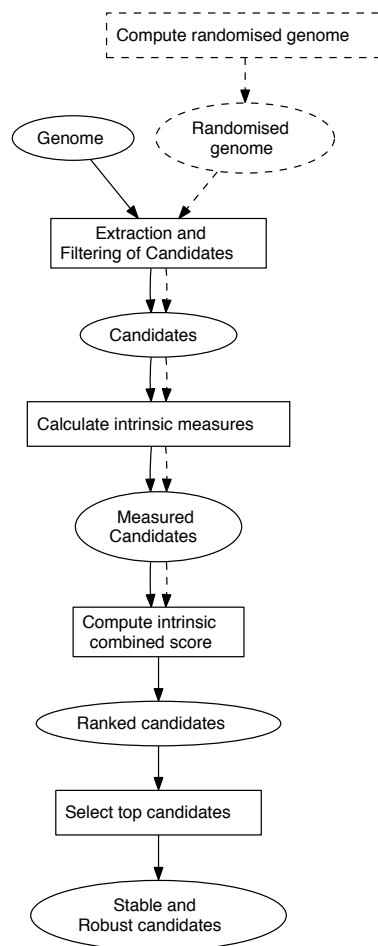 Compute randomised genome
Genome
Randomised
genome
Extraction and
Filtering of Candidates
Candidates
Calculate intrinsic measures
Measured
Candidates
Compute intrinsic
combined score
Ranked candidates
Select top candidates
Stable and
Robust candidates